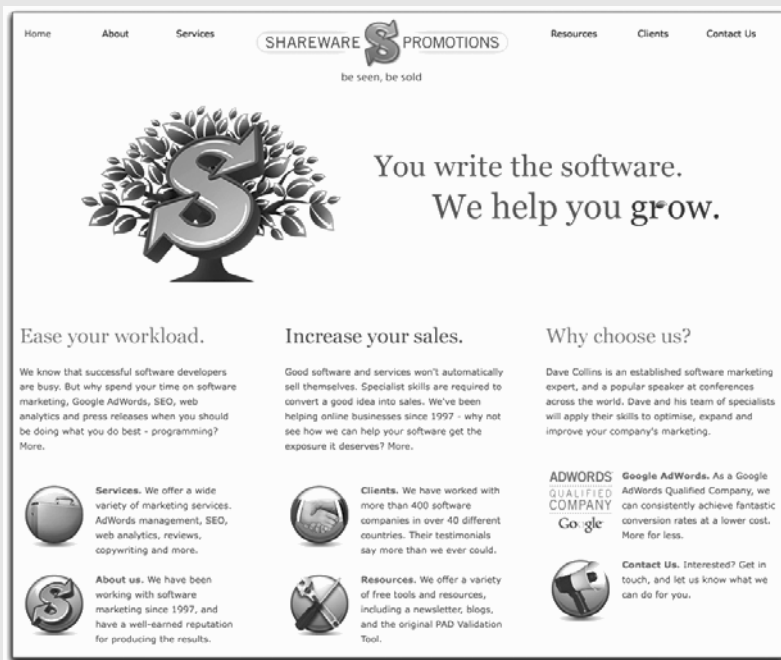 Home About Services SHAREWARE S PROMOTIONS Resources Clients Contact Us
be seen, be sold
You write the software.
We help you grow.
Ease your workload.
We know that successful software developers
are busy. But why spend your time on software
marketing, Google AdWords, SEO, web
analytics and press releases when you should
be doing what you do best - programming?
More.
Services. We offer a wide
variety of marketing services.
AdWords management, SEO,
web analytics, reviews,
copywriting and more.
About us. We have been
working with software
marketing since 1997, and
have a well-earned reputation
for producing the results.
Increase your sales.
Good software and services won't automatically
sell themselves. Specialist skills are required to
convert a good idea into sales. We've been
helping online businesses since 1997 - why not
see how we can help your software get the
exposure it deserves? More.
Clients. We have worked with
more than 400 software
companies in over 40 different
countries. Their testimonials
say more than we ever could.
Resources. We offer a variety
of free tools and resources,
including a newsletter, blogs,
and the original PAD Validation
Tool.
Why choose us?
Dave Collins is an established software marketing
expert, and a popular speaker at conferences
across the world. Dave and his team of specialists
will apply their skills to optimise, expand and
improve your company's marketing.
ADWORDS
QUALIFIED
COMPANY
Google
Google AdWords. As a Google
AdWords Qualified Company, we
can consistently achieve fantastic
conversion rates at a lower cost.
More for less.
Contact Us. Interested? Get in
touch, and let us know what we
can do for you.